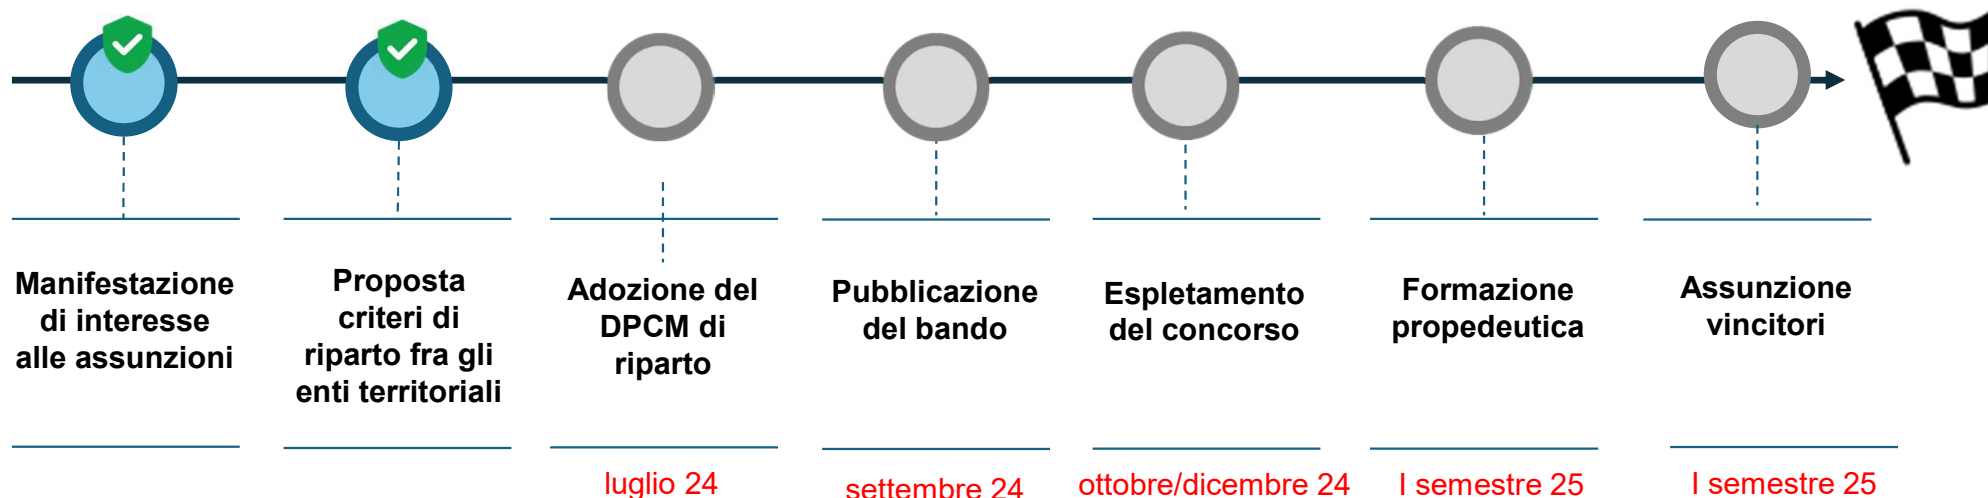 Manifestazione
di interesse
alle assunzioni
Proposta
criteri di
riparto fra gli
enti territoriali
Adozione del
DPCM di
riparto
Pubblicazione
del bando
Espletamento
del concorso
Formazione
propedeutica
Assunzione
vincitori
luglio 24
settembre 24
ottobre/dicembre 24
I semestre 25
I semestre 25